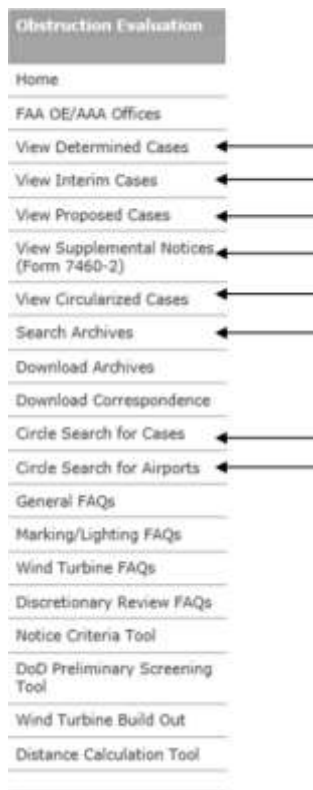 Obstruction Evaluation
Home
FAA OE/AAA Offices
View Determined Cases
View Interim Cases
View Proposed Cases
View Supplemental Notices
(Form 7460-2)
View Circularized Cases
Search Archives
Download Archives
Download Correspondence
Circle Search for Cases
Circle Search for Airports
General FAQs
Marking/Lighting FAQs
Wind Turbine FAQs
Discretionary Review FAQs
Notice Criteria Tool
DoD Preliminary Screening
Tool
Wind Turbine Build Out
Distance Calculation Tool